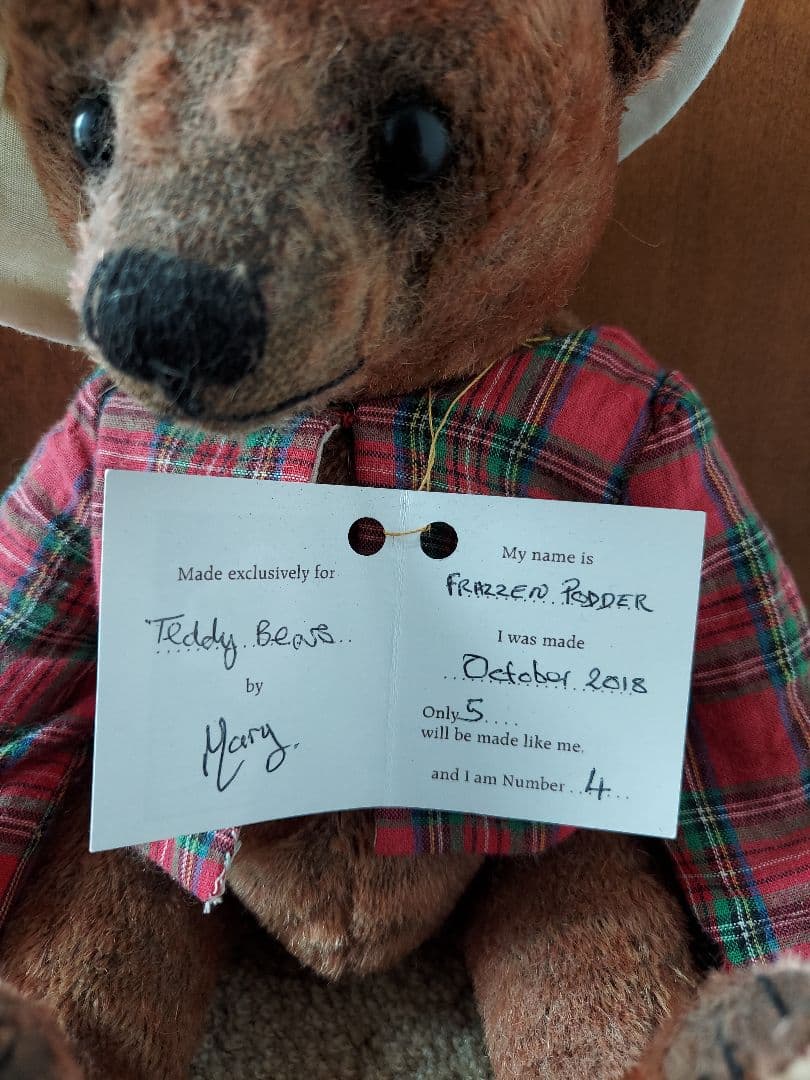 Made exclusively for
Teddy Bears
by
Mary.
My name is
FRAZZEN PODDER
I was made
October 2018
Only 5
will be made like me.
and I am Number 4